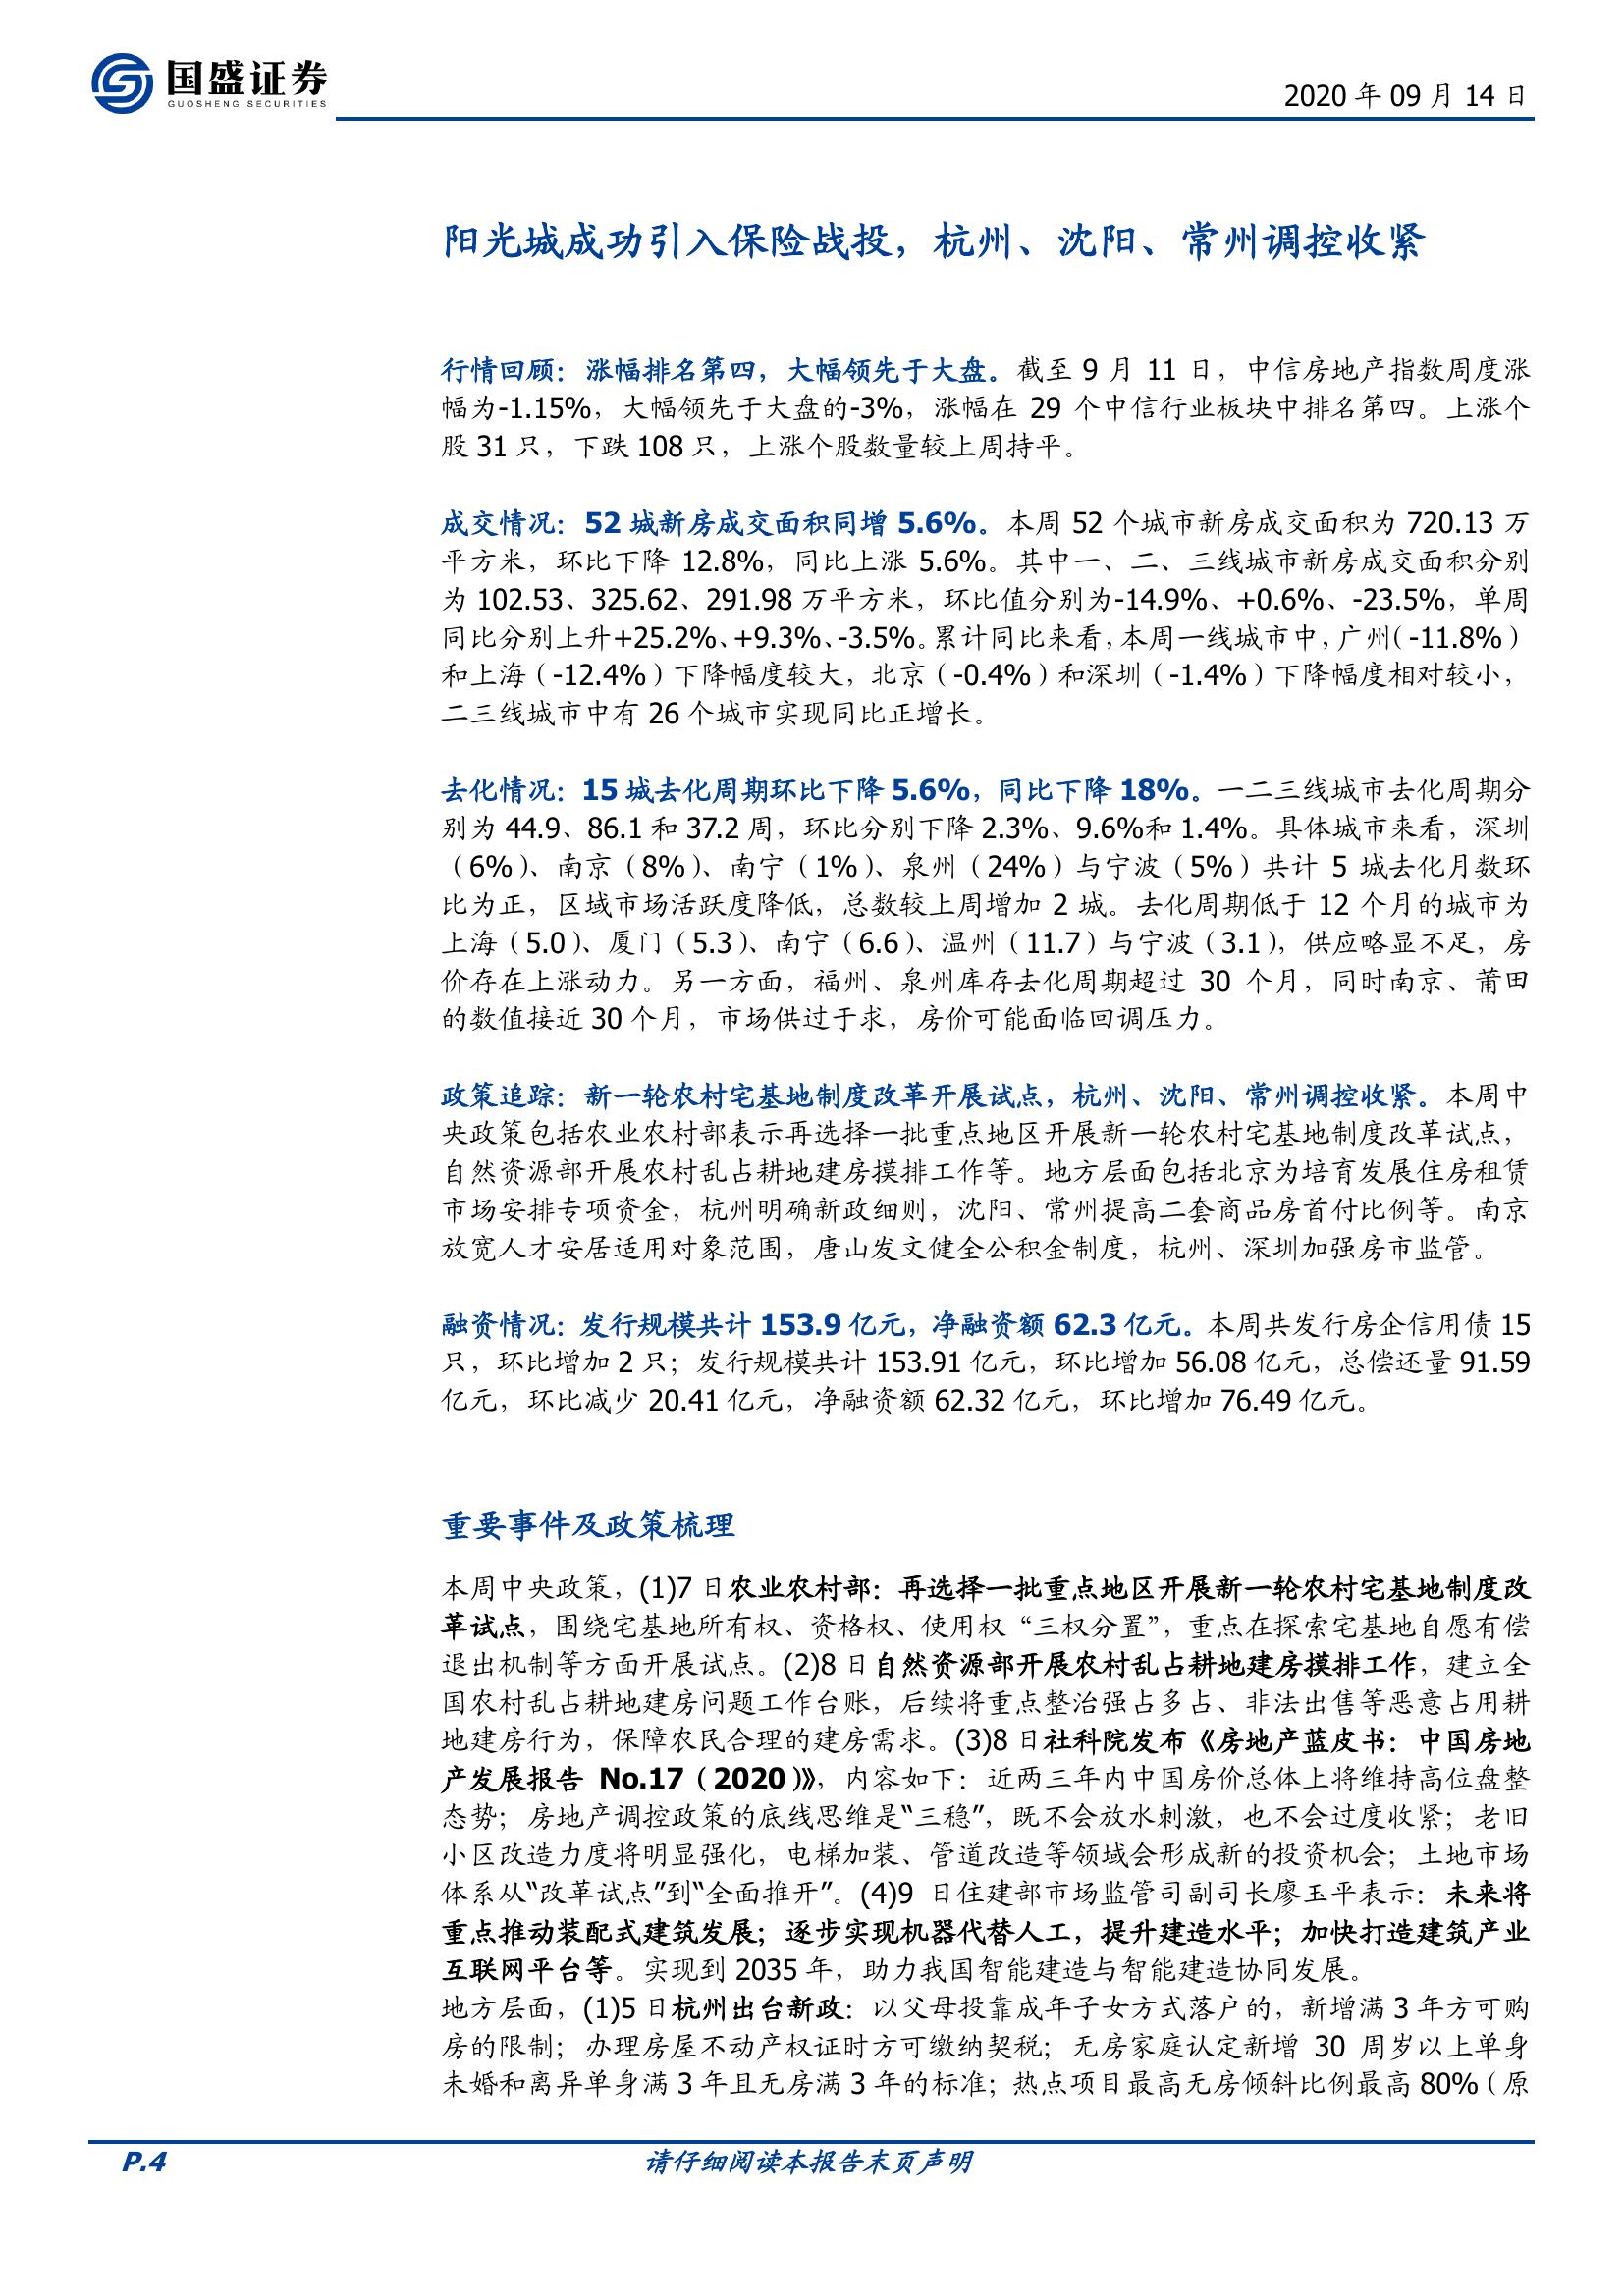 国盛证券
GUOSHENG SECURITIES
2020 年 09 月 14 日
阳光城成功引入保险战投，杭州、沈阳、常州调控收紧
行情回顾：涨幅排名第四，大幅领先于大盘。截至 9 月 11 日，中信房地产指数周度涨
幅为-1.15%，大幅领先于大盘的-3%，涨幅在 29 个中信行业板块中排名第四。上涨个
股 31 只，下跌 108 只，上涨个股数量较上周持平。
成交情况：52 城新房成交面积同增 5.6%。本周 52 个城市新房成交面积为 720.13 万
平方米，环比下降 12.8%，同比上涨 5.6%。其中一、二、三线城市新房成交面积分别
为 102.53、325.62、291.98 万平方米，环比值分别为-14.9%、+0.6%、-23.5%，单周
同比分别上升+25.2%、+9.3%、-3.5%。累计同比来看，本周一线城市中，广州（-11.8%）
和上海（-12.4%）下降幅度较大，北京（-0.4%）和深圳（-1.4%）下降幅度相对较小，
二三线城市中有 26 个城市实现同比正增长。
去化情况：15 城去化周期环比下降 5.6%，同比下降 18%。一二三线城市去化周期分
别为 44.9、86.1 和 37.2 周，环比分别下降 2.3%、9.6%和 1.4%。具体城市来看，深圳
（6%）、南京（8%）、南宁（1%）、泉州（24%）与宁波（5%）共计 5 城去化月数环
比为正，区域市场活跃度降低，总数较上周增加 2 城。去化周期低于 12 个月的城市为
上海（5.0）、厦门（5.3）、南宁（6.6）、温州（11.7）与宁波（3.1），供应略显不足，房
价存在上涨动力。另一方面，福州、泉州库存去化周期超过 30 个月，同时南京、莆田
的数值接近 30 个月，市场供过于求，房价可能面临回调压力。
政策追踪：新一轮农村宅基地制度改革开展试点，杭州、沈阳、常州调控收紧。本周中
央政策包括农业农村部表示再选择一批重点地区开展新一轮农村宅基地制度改革试点，
自然资源部开展农村乱占耕地建房摸排工作等。地方层面包括北京为培育发展住房租赁
市场安排专项资金，杭州明确新政细则，沈阳、常州提高二套商品房首付比例等。南京
放宽人才安居适用对象范围，唐山发文健全公积金制度，杭州、深圳加强房市监管。
融资情况：发行规模共计 153.9 亿元，净融资额 62.3 亿元。本周共发行房企信用债 15
只，环比增加 2 只；发行规模共计 153.91 亿元，环比增加 56.08 亿元，总偿还量 91.59
亿元，环比减少 20.41 亿元，净融资额 62.32 亿元，环比增加 76.49 亿元。
重要事件及政策梳理
本周中央政策，(1)7 日农业农村部：再选择一批重点地区开展新一轮农村宅基地制度改
革试点，围绕宅基地所有权、资格权、使用权“三权分置”，重点在探索宅基地自愿有偿
退出机制等方面开展试点。(2)8 日自然资源部开展农村乱占耕地建房摸排工作，建立全
国农村乱占耕地建房问题工作台账，后续将重点整治强占多占、非法出售等恶意占用耕
地建房行为，保障农民合理的建房需求。(3)8 日社科院发布《房地产蓝皮书：中国房地
产发展报告 No.17（2020）》，内容如下：近两三年内中国房价总体上将维持高位盘整
态势；房地产调控政策的底线思维是“三稳”，既不会放水刺激，也不会过度收紧；老旧
小区改造力度将明显强化，电梯加装、管道改造等领域会形成新的投资机会；土地市场
体系从“改革试点”到“全面推开”。(4)9 日住建部市场监管司副司长廖玉平表示：未来将
重点推动装配式建筑发展；逐步实现机器代替人工，提升建造水平；加快打造建筑产业
互联网平台等。实现到 2035 年，助力我国智能建造与智能建造协同发展。
地方层面，(1)5 日杭州出台新政：以父母投靠成年子女方式落户的，新增满 3 年方可购
房的限制；办理房屋不动产权证时方可缴纳契税；无房家庭认定新增 30 周岁以上单身
未婚和离异单身满 3 年且无房满 3 年的标准；热点项目最高无房倾斜比例最高 80%（原
P.4
请仔细阅读本报告末页声明